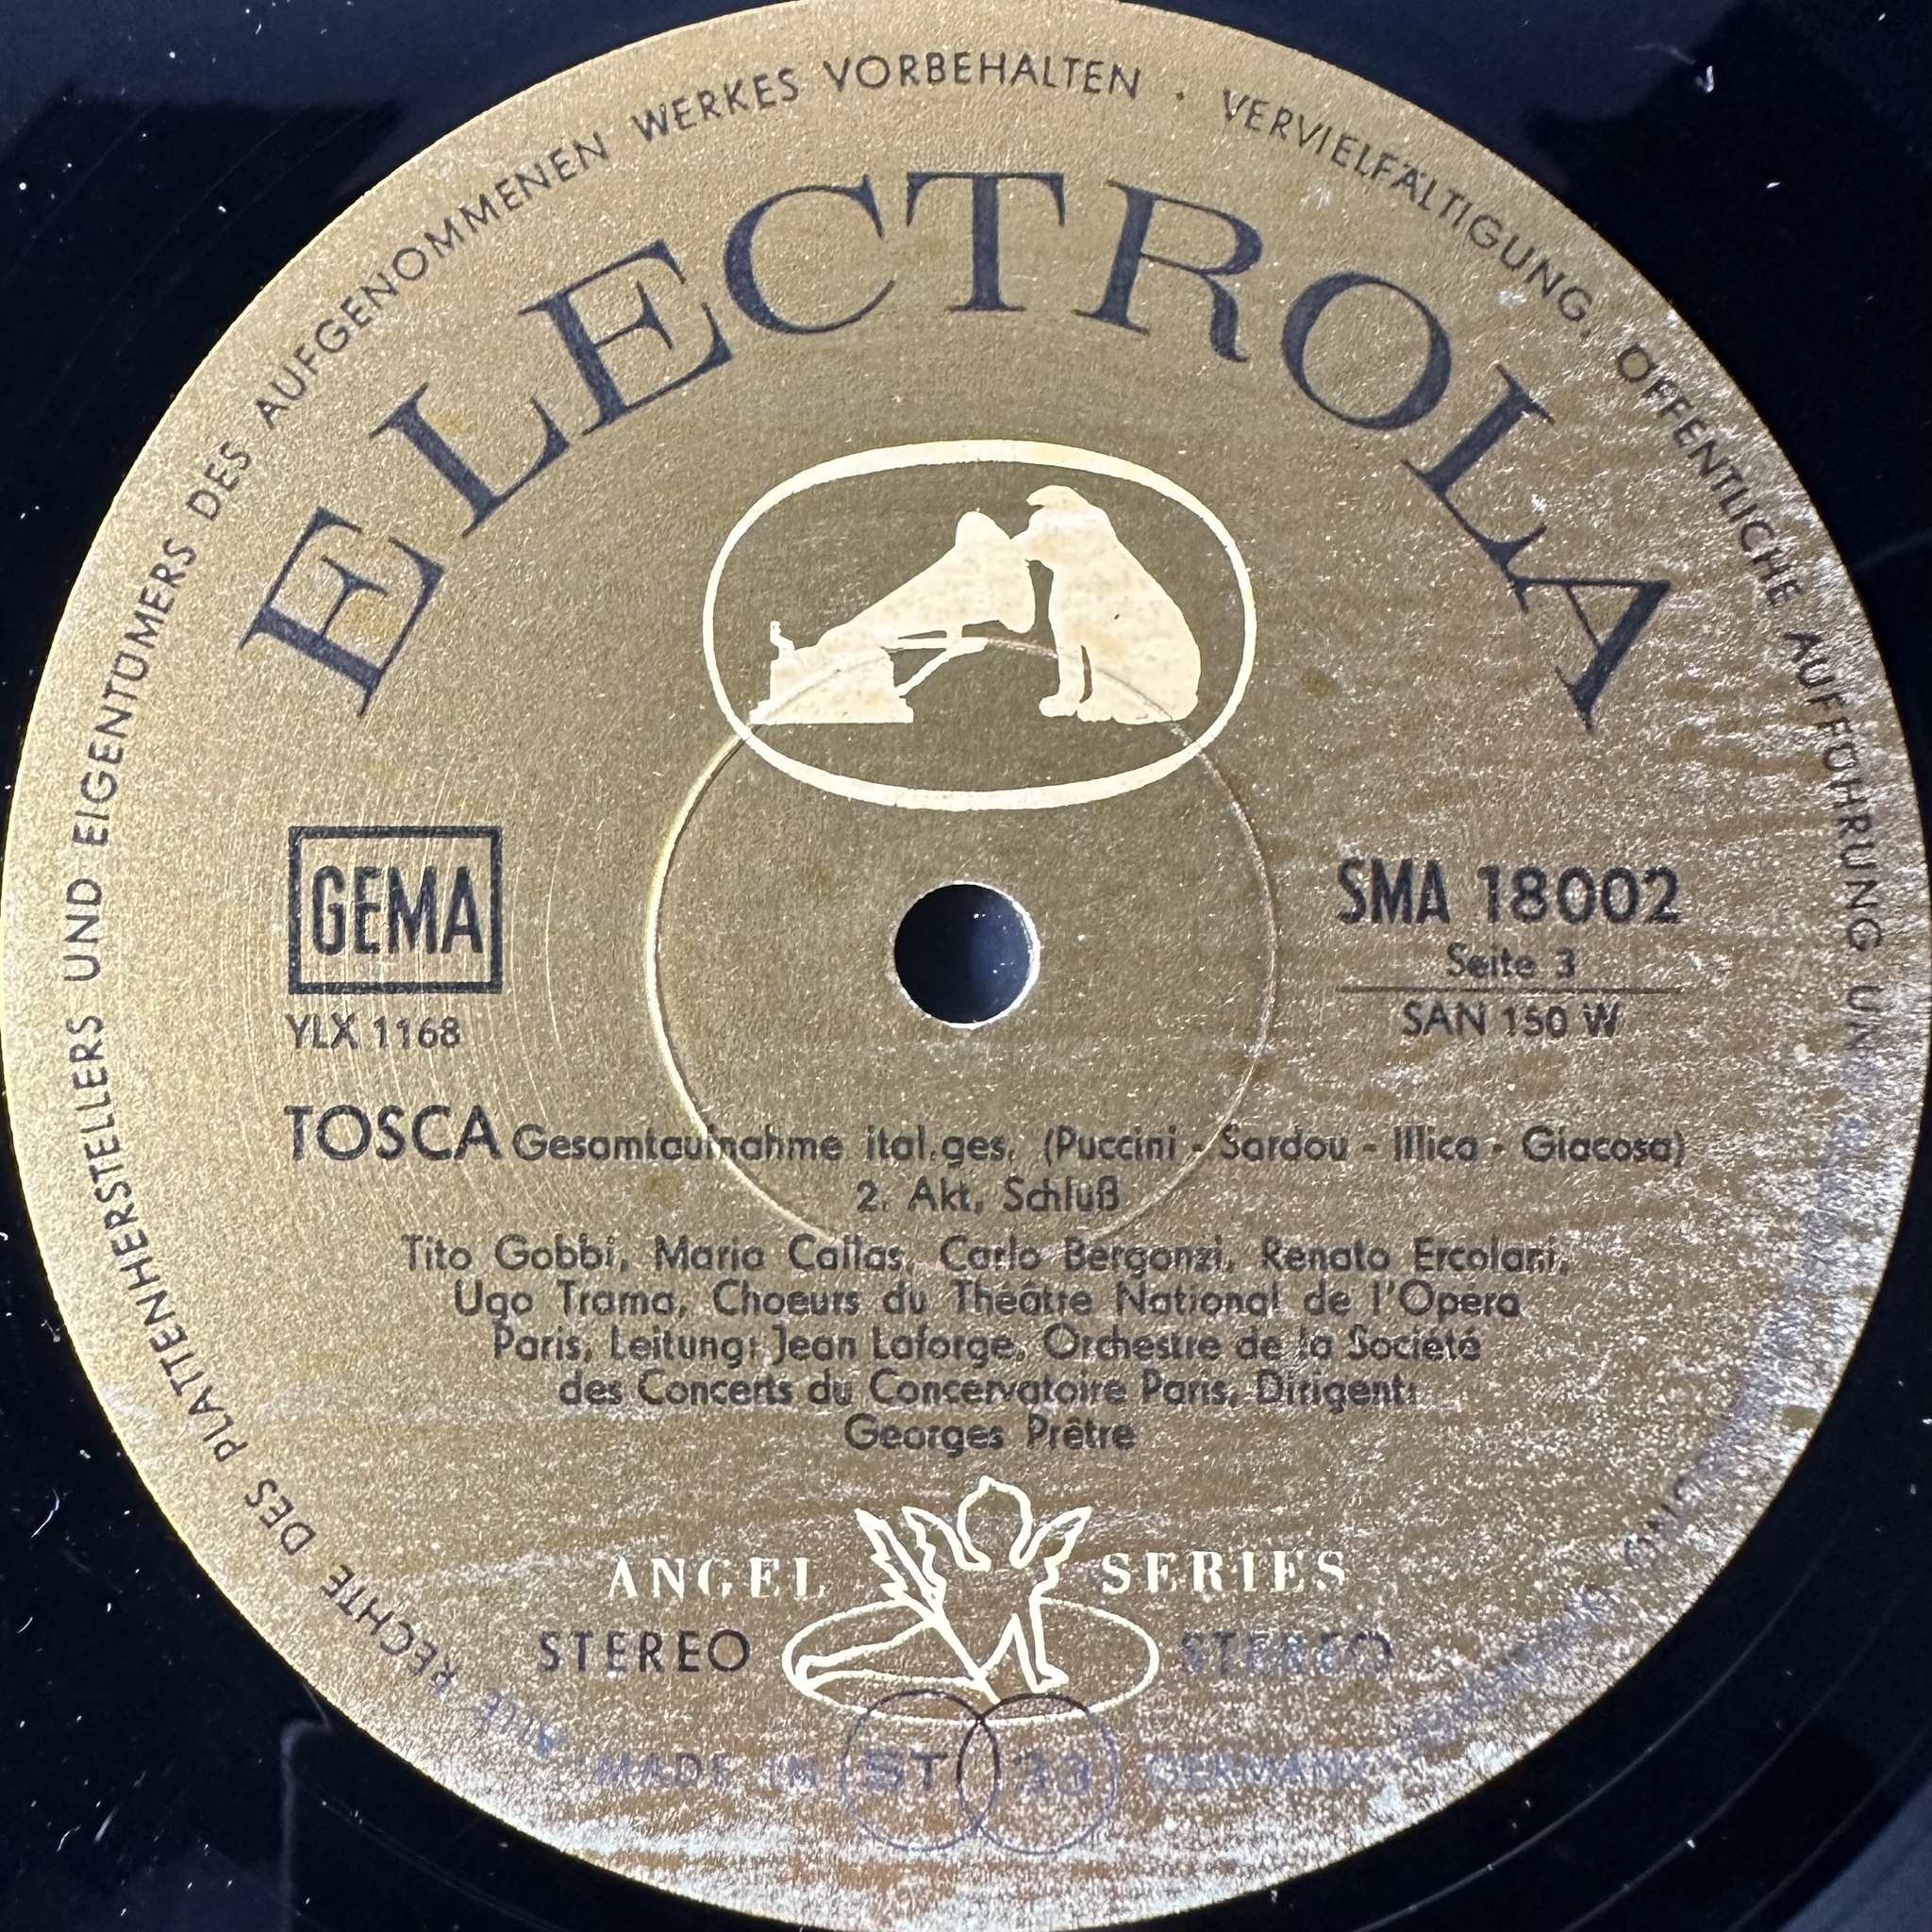 ALLE RECHTE DES PLATTENHERSTELLERS UND EIGENTÜMERS DES AUFGENOMMENEN WERKES VORBEHALTEN · VERVIELFÄLTIGUNG, ÖFFENTLICHE AUFFÜHRUNG
ELECTROLA
GEMA
YLX 1168
SMA 18002
Seite 3
SAN 150 W
TOSCA Gesamtaufnahme ital.ges. (Puccini - Sardou - Illica - Giacosa)
2. Akt, Schluß
Tito Gobbi, Maria Callas, Carlo Bergonzi, Renato Ercolani,
Ugo Trama, Choeurs du Théâtre National de l'Opéra
Paris, Leitung: Jean Laforge, Orchestre de la Société
des Concerts du Concervatoire Paris, Dirigent:
Georges Prêtre
ANGEL SERIES
STEREO STEREO
MADE IN ST 33 GERMANY